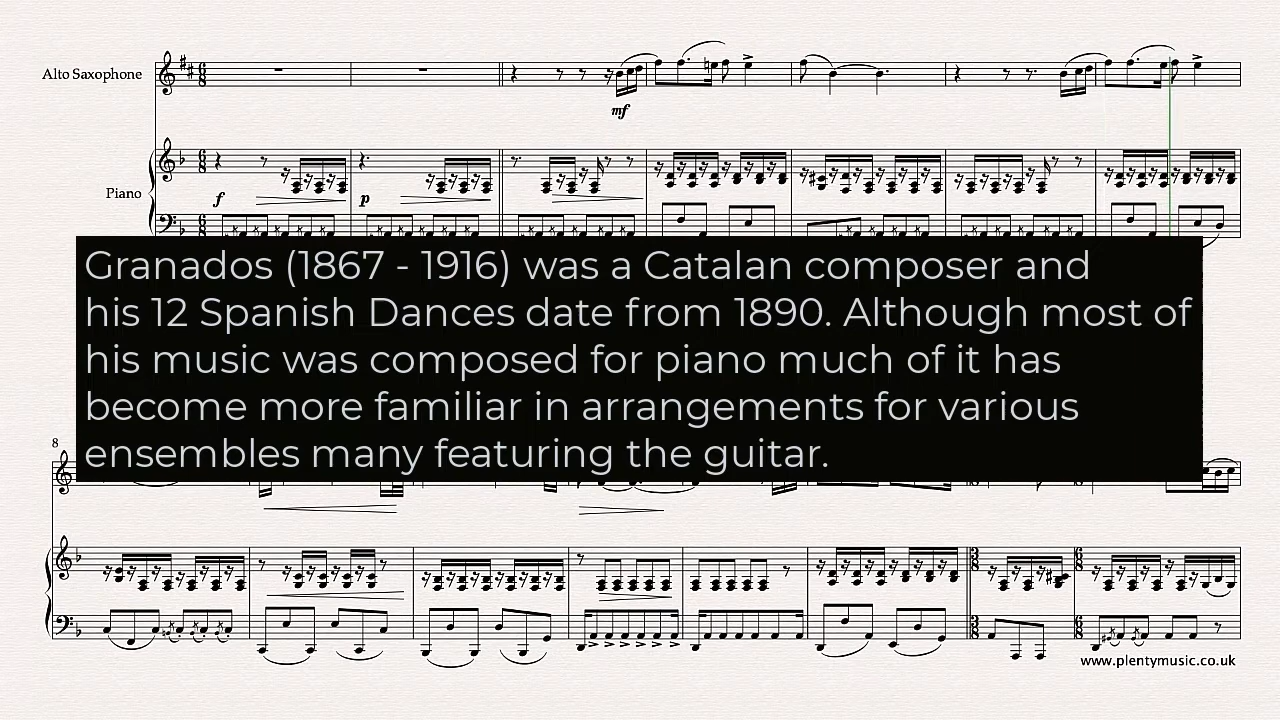 Alto Saxophone
mf
Piano
f
p
Granados (1867 - 1916) was a Catalan composer and
his 12 Spanish Dances date from 1890. Although most of
his music was composed for piano much of it has
become more familiar in arrangements for various
ensembles many featuring the guitar.
8
www.plentymusic.co.uk